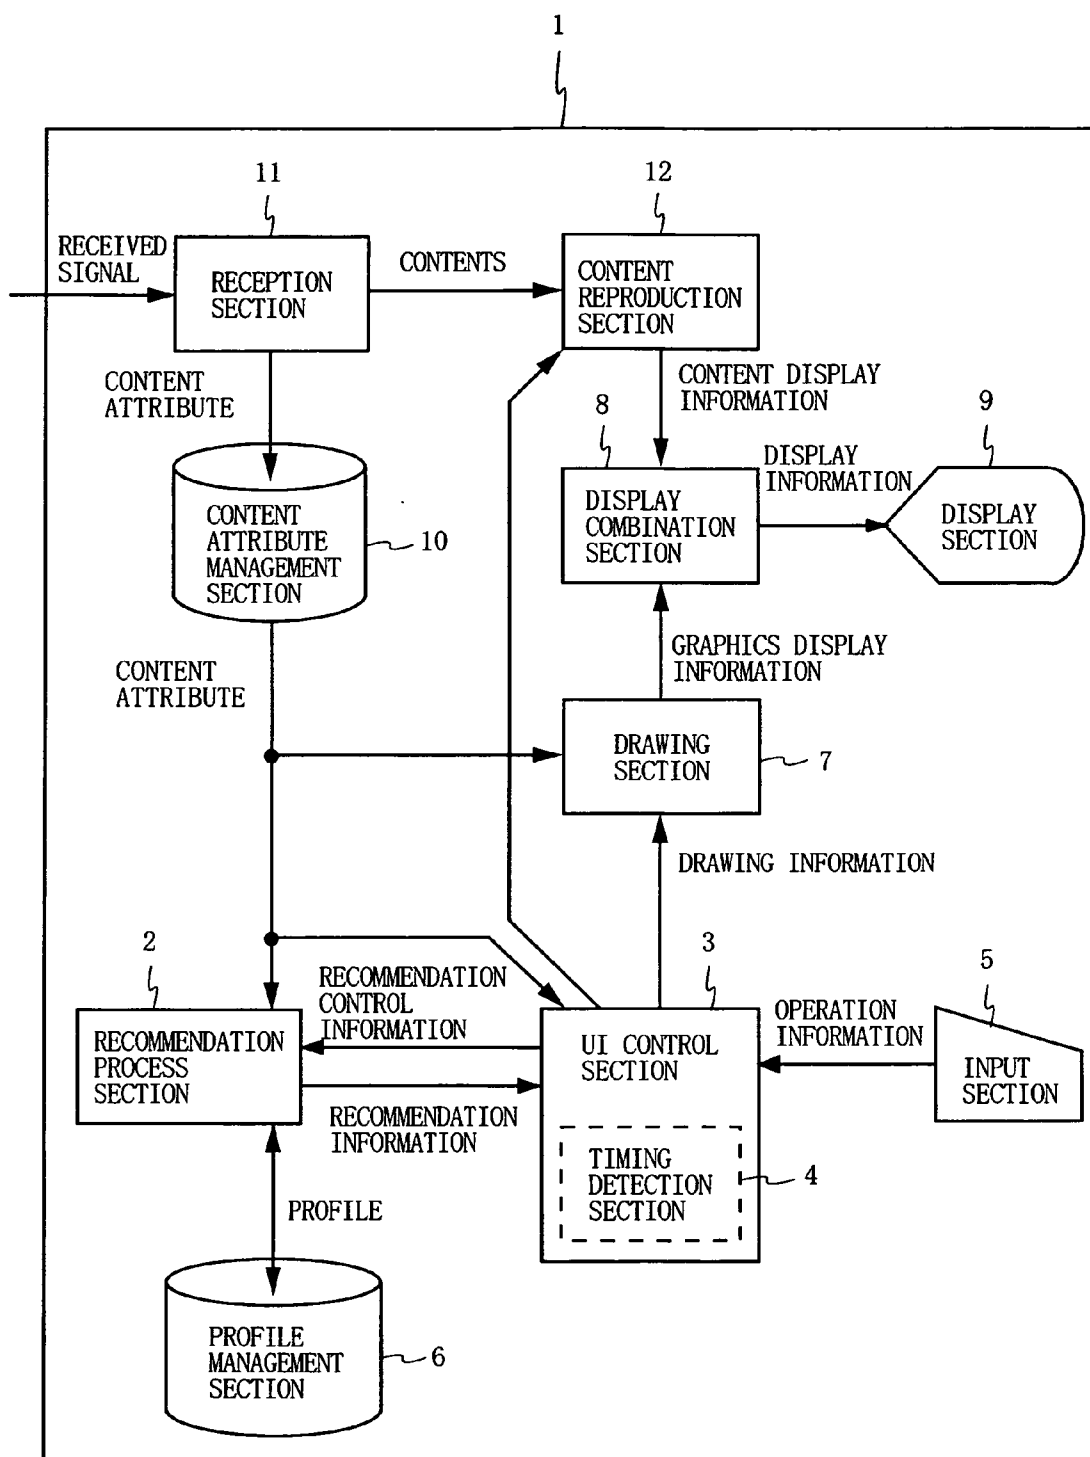 1
11
12
RECEIVED
SIGNAL
RECEPTION
SECTION
CONTENTS
CONTENT
REPRODUCTION
SECTION
CONTENT
ATTRIBUTE
CONTENT DISPLAY
INFORMATION
8
9
DISPLAY
INFORMATION
CONTENT
ATTRIBUTE
MANAGEMENT
SECTION
10
DISPLAY
COMBINATION
SECTION
DISPLAY
SECTION
CONTENT
ATTRIBUTE
GRAPHICS DISPLAY
INFORMATION
DRAWING
SECTION
7
DRAWING INFORMATION
2
3
5
RECOMMENDATION
CONTROL
INFORMATION
OPERATION
INFORMATION
RECOMMENDATION
PROCESS
SECTION
UI CONTROL
SECTION
INPUT
SECTION
RECOMMENDATION
INFORMATION
TIMING
DETECTION
SECTION
4
PROFILE
PROFILE
MANAGEMENT
SECTION
6